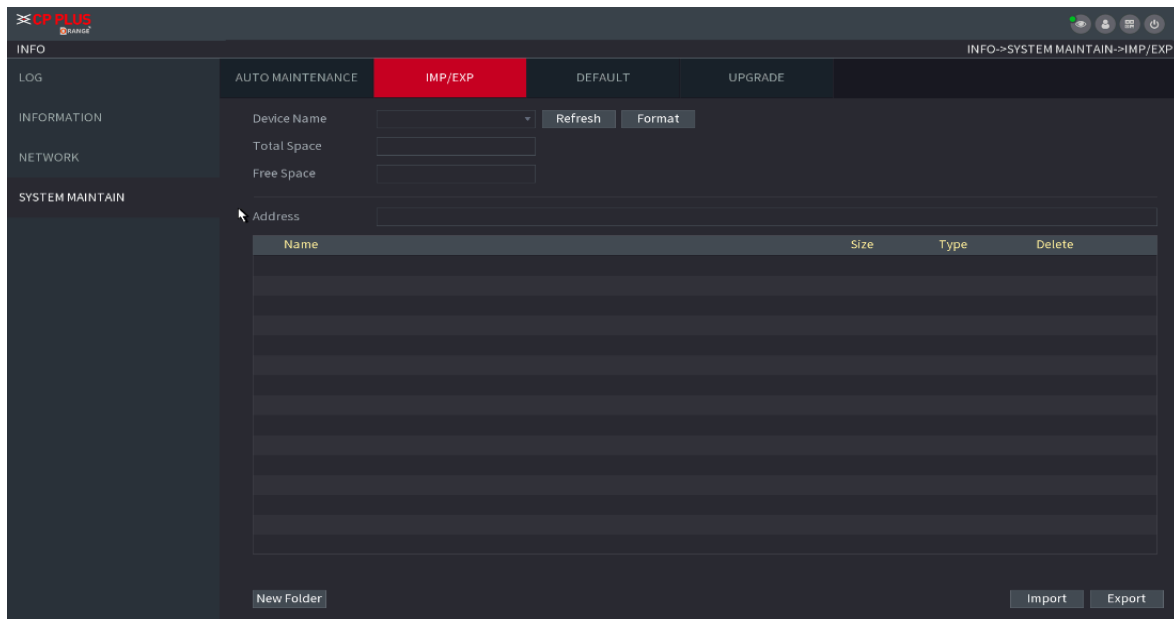 CP PLUS
ORANGE
INFO INFO->SYSTEM MAINTAIN->IMP/EXP
LOG
INFORMATION
NETWORK
SYSTEM MAINTAIN
AUTO MAINTENANCE IMP/EXP DEFAULT UPGRADE
Device Name Refresh Format
Total Space
Free Space
Address
Name Size Type Delete
New Folder Import Export